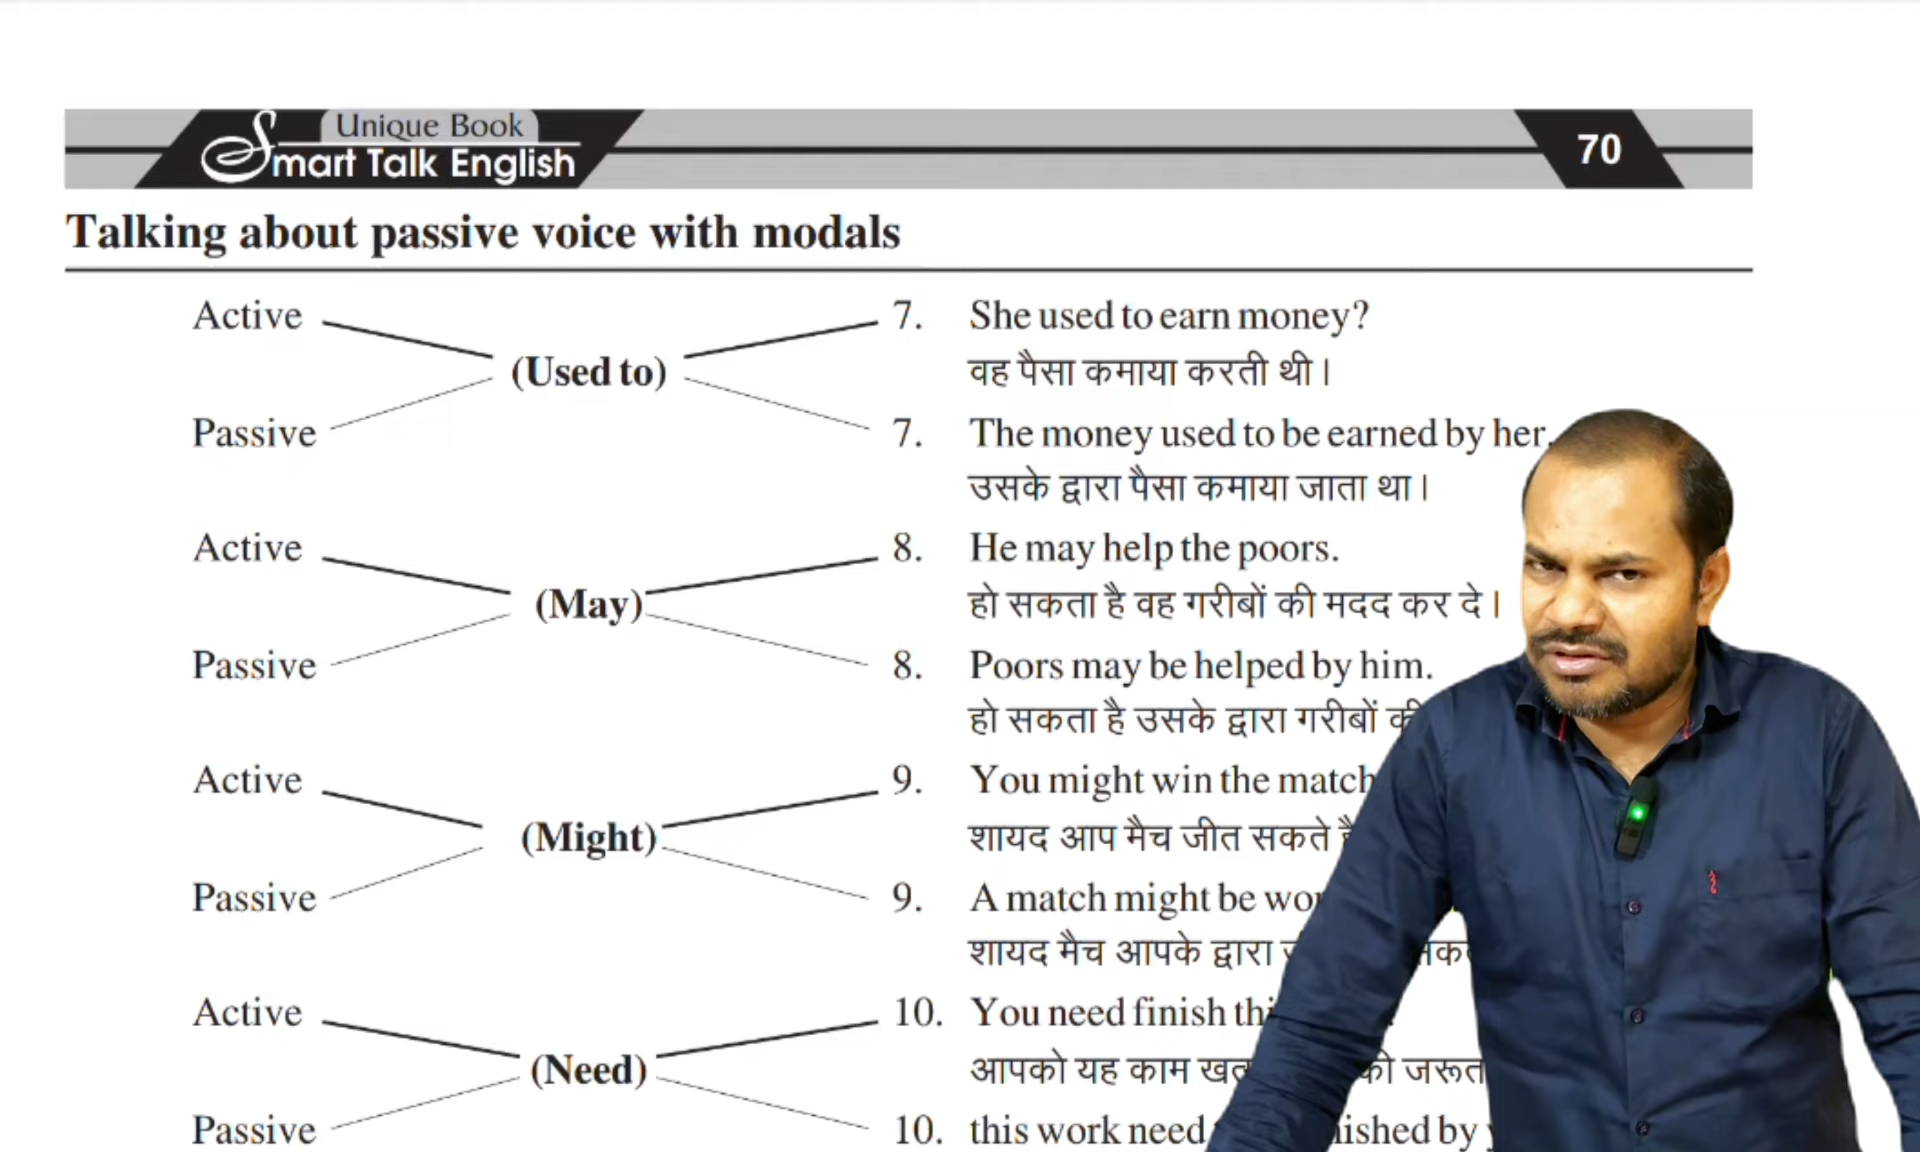 Unique Book
Smart Talk English
70
Talking about passive voice with modals
Active
(Used to)
Passive
7. She used to earn money?
वह पैसा कमाया करती थी।
7. The money used to be earned by her.
उसके द्वारा पैसा कमाया जाता था।
Active
(May)
Passive
8. He may help the poors.
हो सकता है वह गरीबों की मदद कर दे।
8. Poors may be helped by him.
हो सकता है उसके द्वारा गरीबों की
Active
(Might)
Passive
9. You might win the match
शायद आप मैच जीत सकते
9. A match might be
शायद मैच आपके द्वारा
Active
(Need)
Passive
10. You need finish
आपको यह काम
10. this work need by